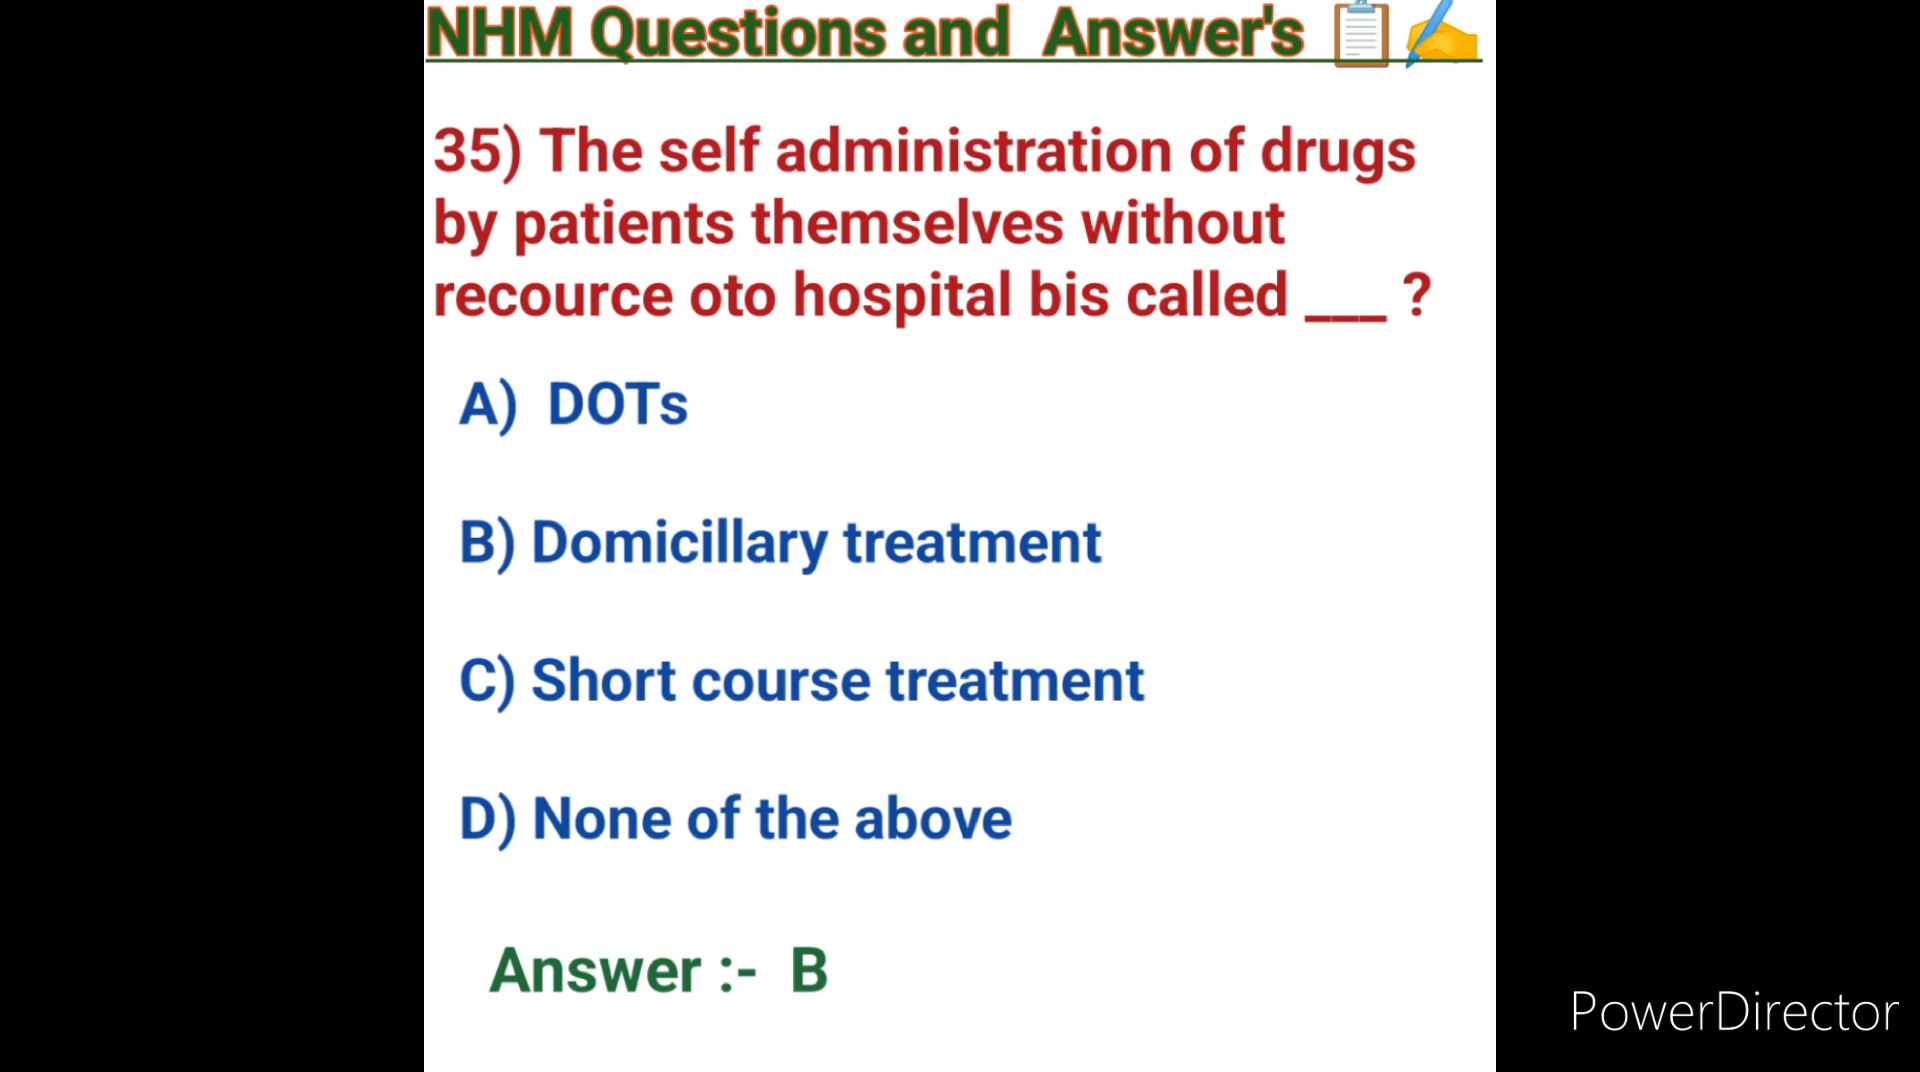 NHM Questions and Answer's 📋✍️
35) The self administration of drugs
by patients themselves without
recource oto hospital bis called ___ ?
A) DOTs
B) Domicillary treatment
C) Short course treatment
D) None of the above
Answer :- B
PowerDirector